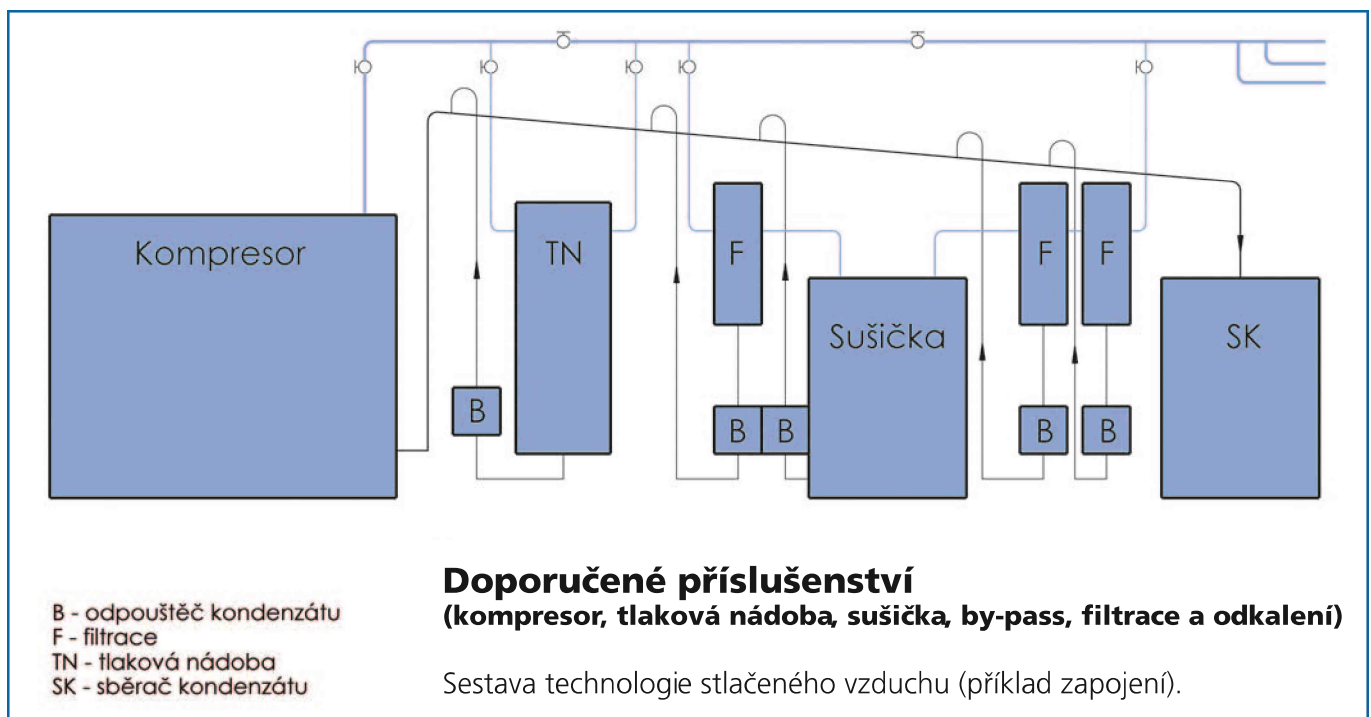 Kompresor
TN
F
F
F
Sušička
SK
B
B
B
B
B
Doporučené příslušenství
(kompresor, tlaková nádoba, sušička, by-pass, filtrace a odkalení)
B - odpouštěč kondenzátu
F - filtrace
TN - tlaková nádoba
SK - sběrač kondenzátu
Sestava technologie stlačeného vzduchu (příklad zapojení).